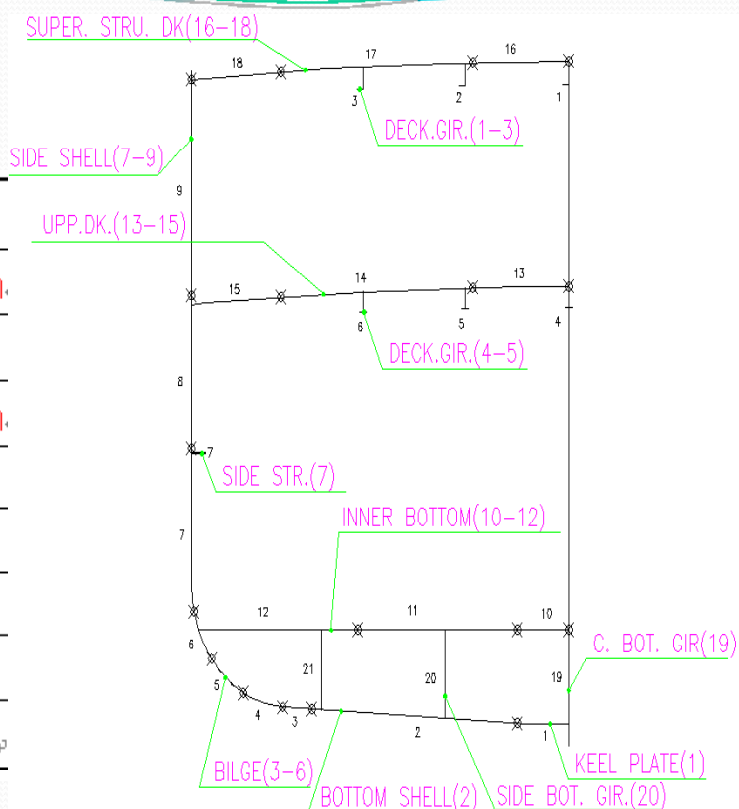 SUPER. STRU. DK(16-18)
18
17
16
3
2
1
DECK.GIR.(1-3)
SIDE SHELL(7-9)
9
UPP.DK.(13-15)
15
14
13
6
5
4
DECK.GIR.(4-5)
8
7
SIDE STR.(7)
7
INNER BOTTOM(10-12)
12
11
10
C. BOT. GIR(19)
6
21
20
19
5
4
3
2
1
KEEL PLATE(1)
BILGE(3-6)
BOTTOM SHELL(2)
SIDE BOT. GIR.(20)